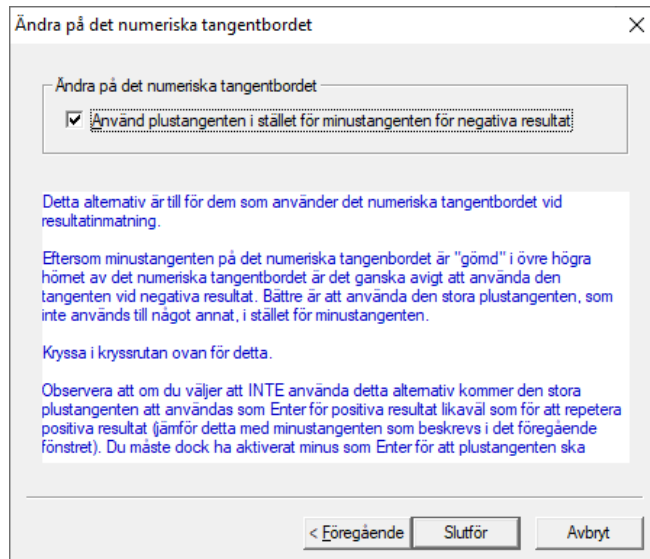 Ändra på det numeriska tangentbordet
Ändra på det numeriska tangentbordet
Använd plustangenten i stället för minustangenten för negativa resultat
Detta alternativ är till för dem som använder det numeriska tangentbordet vid
resultatinmatning.
Eftersom minustangenten på det numeriska tangenbordet är "gömd" i övre högra
hörnet av det numeriska tangentbordet är det ganska avigt att använda den
tangenten vid negativa resultat. Bättre är att använda den stora plustangenten, som
inte används till något annat, i stället för minustangenten.
Kryssa i kryssrutan ovan för detta.
Observera att om du väljer att INTE använda detta alternativ kommer den stora
plustangenten att användas som Enter för positiva resultat likaväl som för att repetera
positiva resultat (jämför detta med minustangenten som beskrevs i det föregående
fönstret). Du måste dock ha aktiverat minus som Enter för att plustangenten ska
< Föregående
Slutför
Avbryt